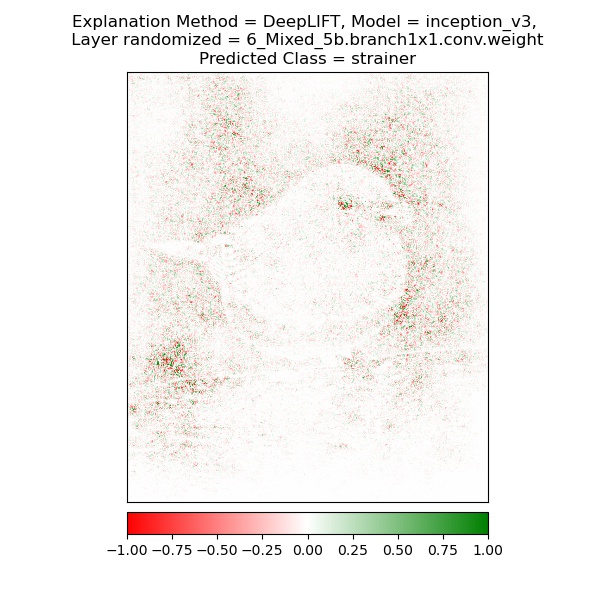 Explanation Method = DeepLIFT, Model = inception_v3,
Layer randomized = 6_Mixed_5b.branch1x1.conv.weight
Predicted Class = strainer
−1.00 −0.75 −0.50 −0.25 0.00 0.25 0.50 0.75 1.00